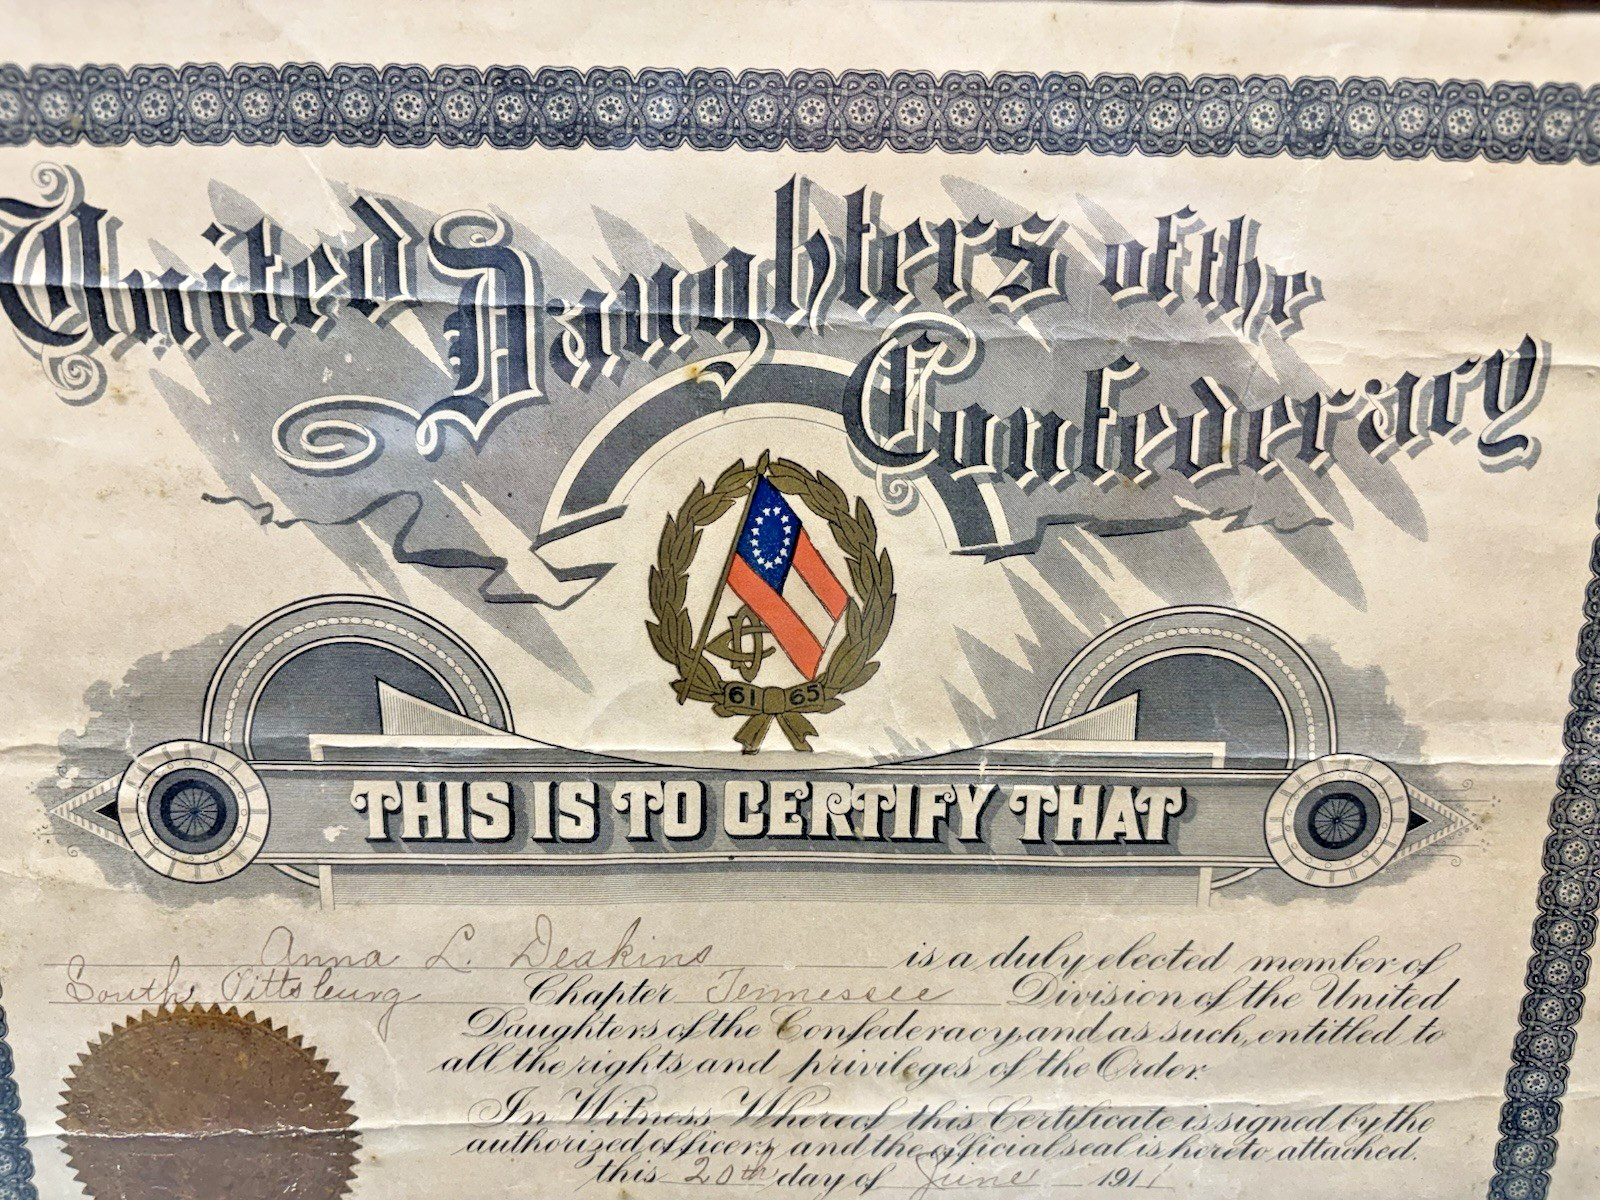 United Daughters of the
Confederacy
61 65
THIS IS TO CERTIFY THAT
Anna L. Deakins is a duly elected member of
South Pittsburg Chapter Tennessee Division of the United
Daughters of the Confederacy, and as such, entitled to
all the rights and privileges of the Order.
In Witness Whereof this Certificate is signed by the
authorized officers, and the official seal is hereto attached.
this 20th day of June 1911